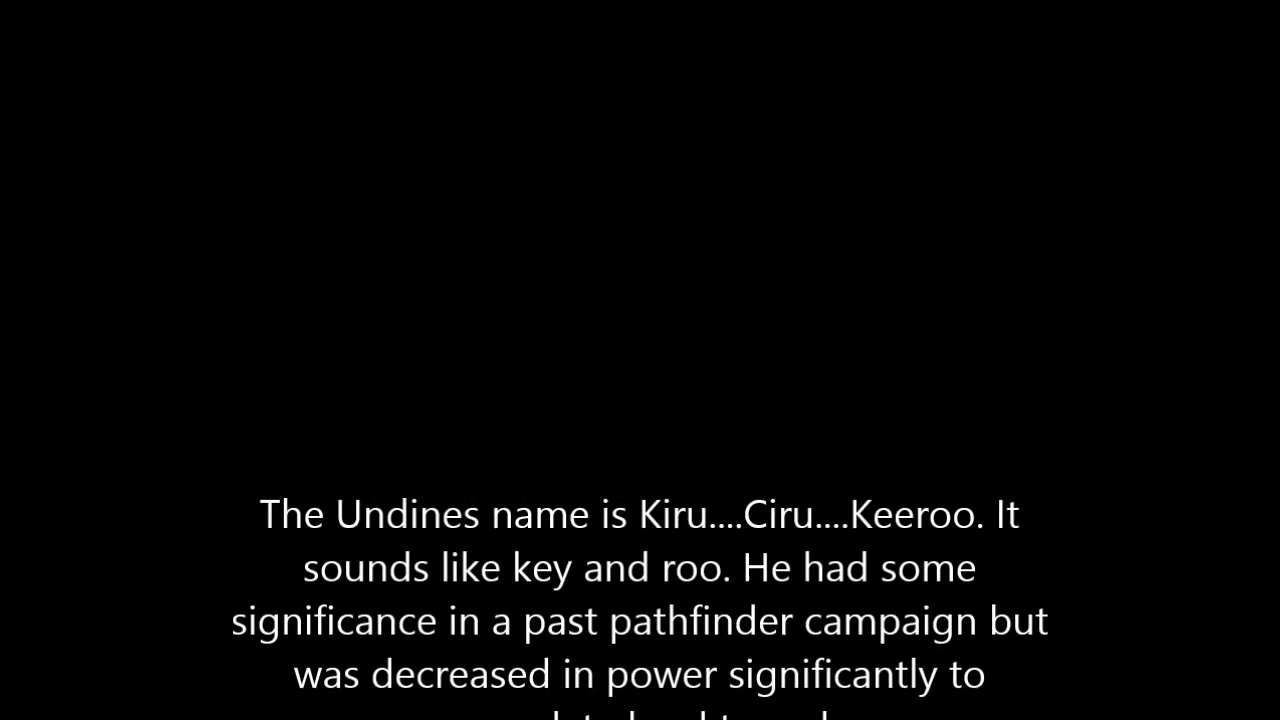 The Undines name is Kiru....Ciru....Keeroo. It
sounds like key and roo. He had some
significance in a past pathfinder campaign but
was decreased in power significantly to